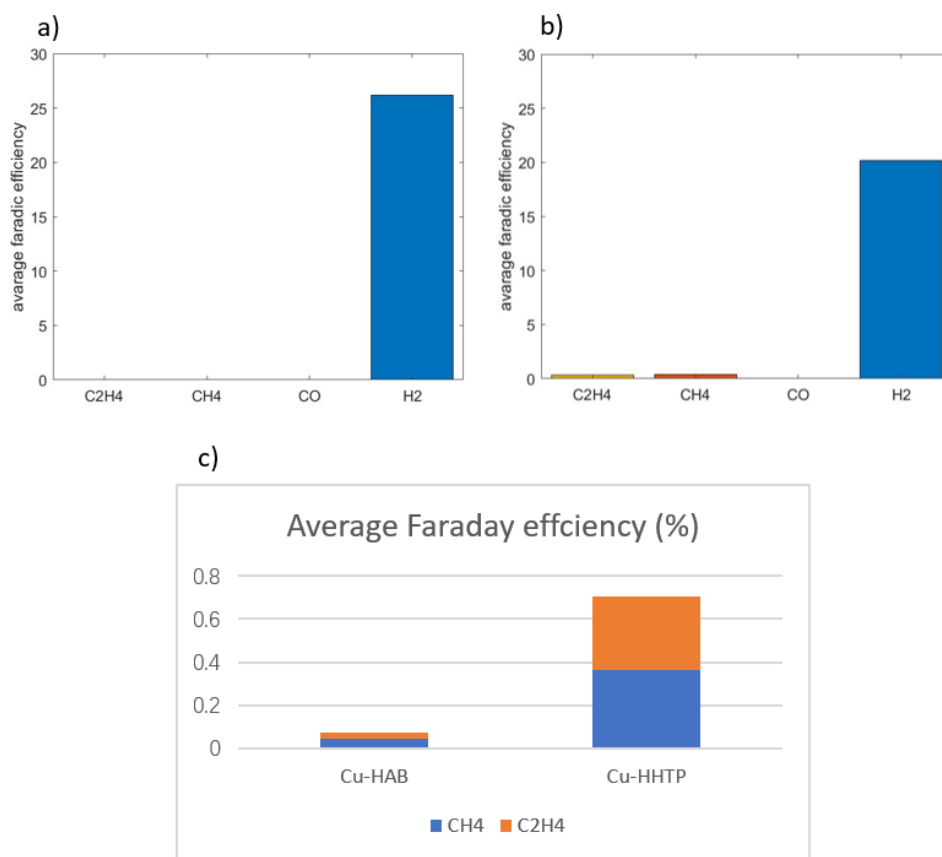 a)
30
25
20
15
10
5
0
avarage faradic efficiency
C2H4 CH4 CO H2
b)
30
25
20
15
10
5
0
avarage faradic efficiency
C2H4 CH4 CO H2
c)
Average Faraday effciency (%)
0.8
0.6
0.4
0.2
0
Cu-HAB Cu-HHTP
CH4 C2H4